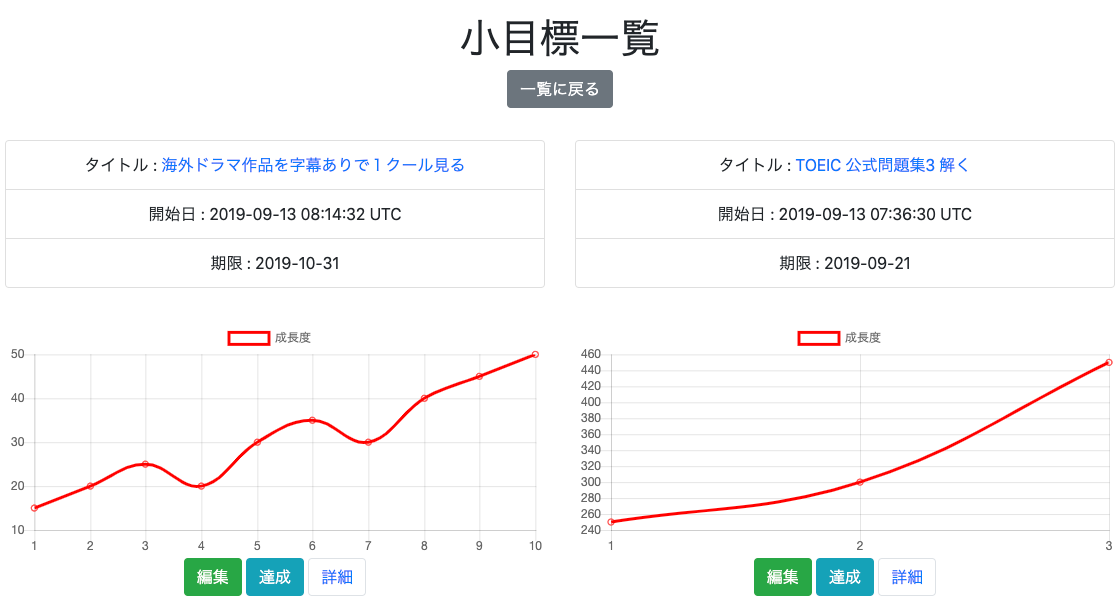 小目標一覧
一覧に戻る
タイトル : 海外ドラマ作品を字幕ありで1クール見る
開始日 : 2019-09-13 08:14:32 UTC
期限 : 2019-10-31
成長度
50
40
30
20
10
1 2 3 4 5 6 7 8 9 10
編集 達成 詳細
タイトル : TOEIC 公式問題集3 解く
開始日 : 2019-09-13 07:36:30 UTC
期限 : 2019-09-21
成長度
460
440
420
400
380
360
340
320
300
280
260
240
1 2 3
編集 達成 詳細